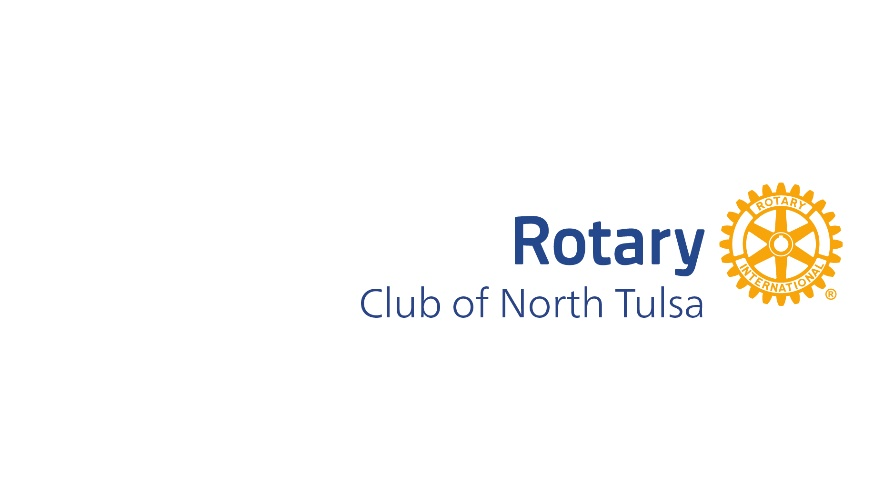 Rotary
Club of North Tulsa
ROTARY
INTERNATIONAL
®